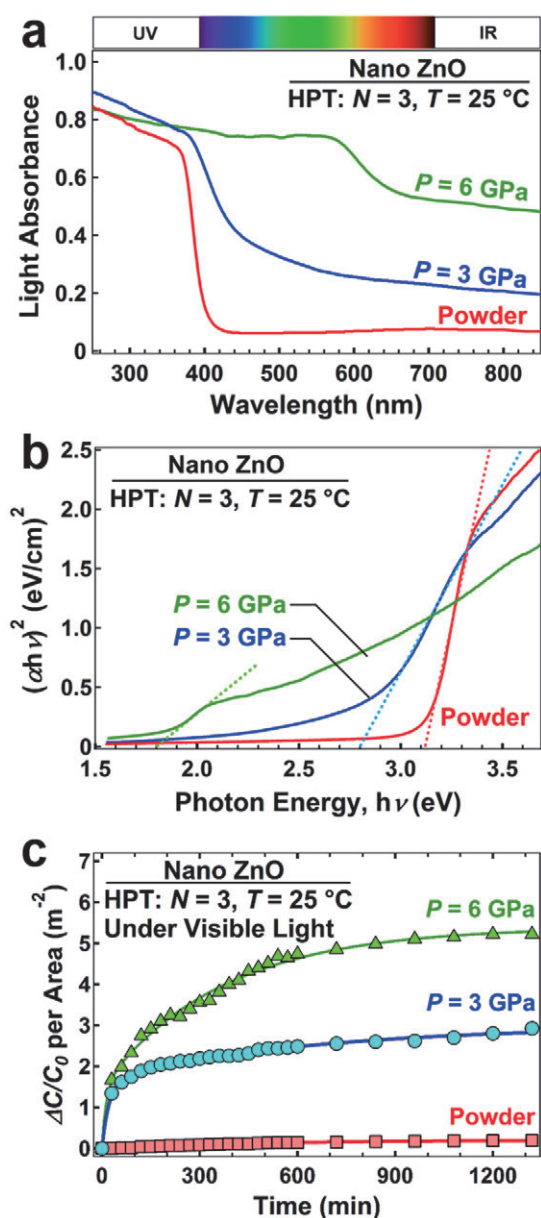 a
UV
IR
Nano ZnO
HPT: N = 3, T = 25 °C
P = 6 GPa
P = 3 GPa
Powder
Light Absorbance
1.0
0.8
0.6
0.4
0.2
0
300 400 500 600 700 800
Wavelength (nm)
b
Nano ZnO
HPT: N = 3, T = 25 °C
P = 6 GPa
P = 3 GPa
Powder
(αhν)² (eV/cm)²
2.5
2.0
1.5
1.0
0.5
0
1.5 2.0 2.5 3.0 3.5
Photon Energy, hν (eV)
c
Nano ZnO
HPT: N = 3, T = 25 °C
Under Visible Light
P = 6 GPa
P = 3 GPa
Powder
ΔC/C₀ per Area (m⁻²)
7
6
5
4
3
2
1
0
0 300 600 900 1200
Time (min)